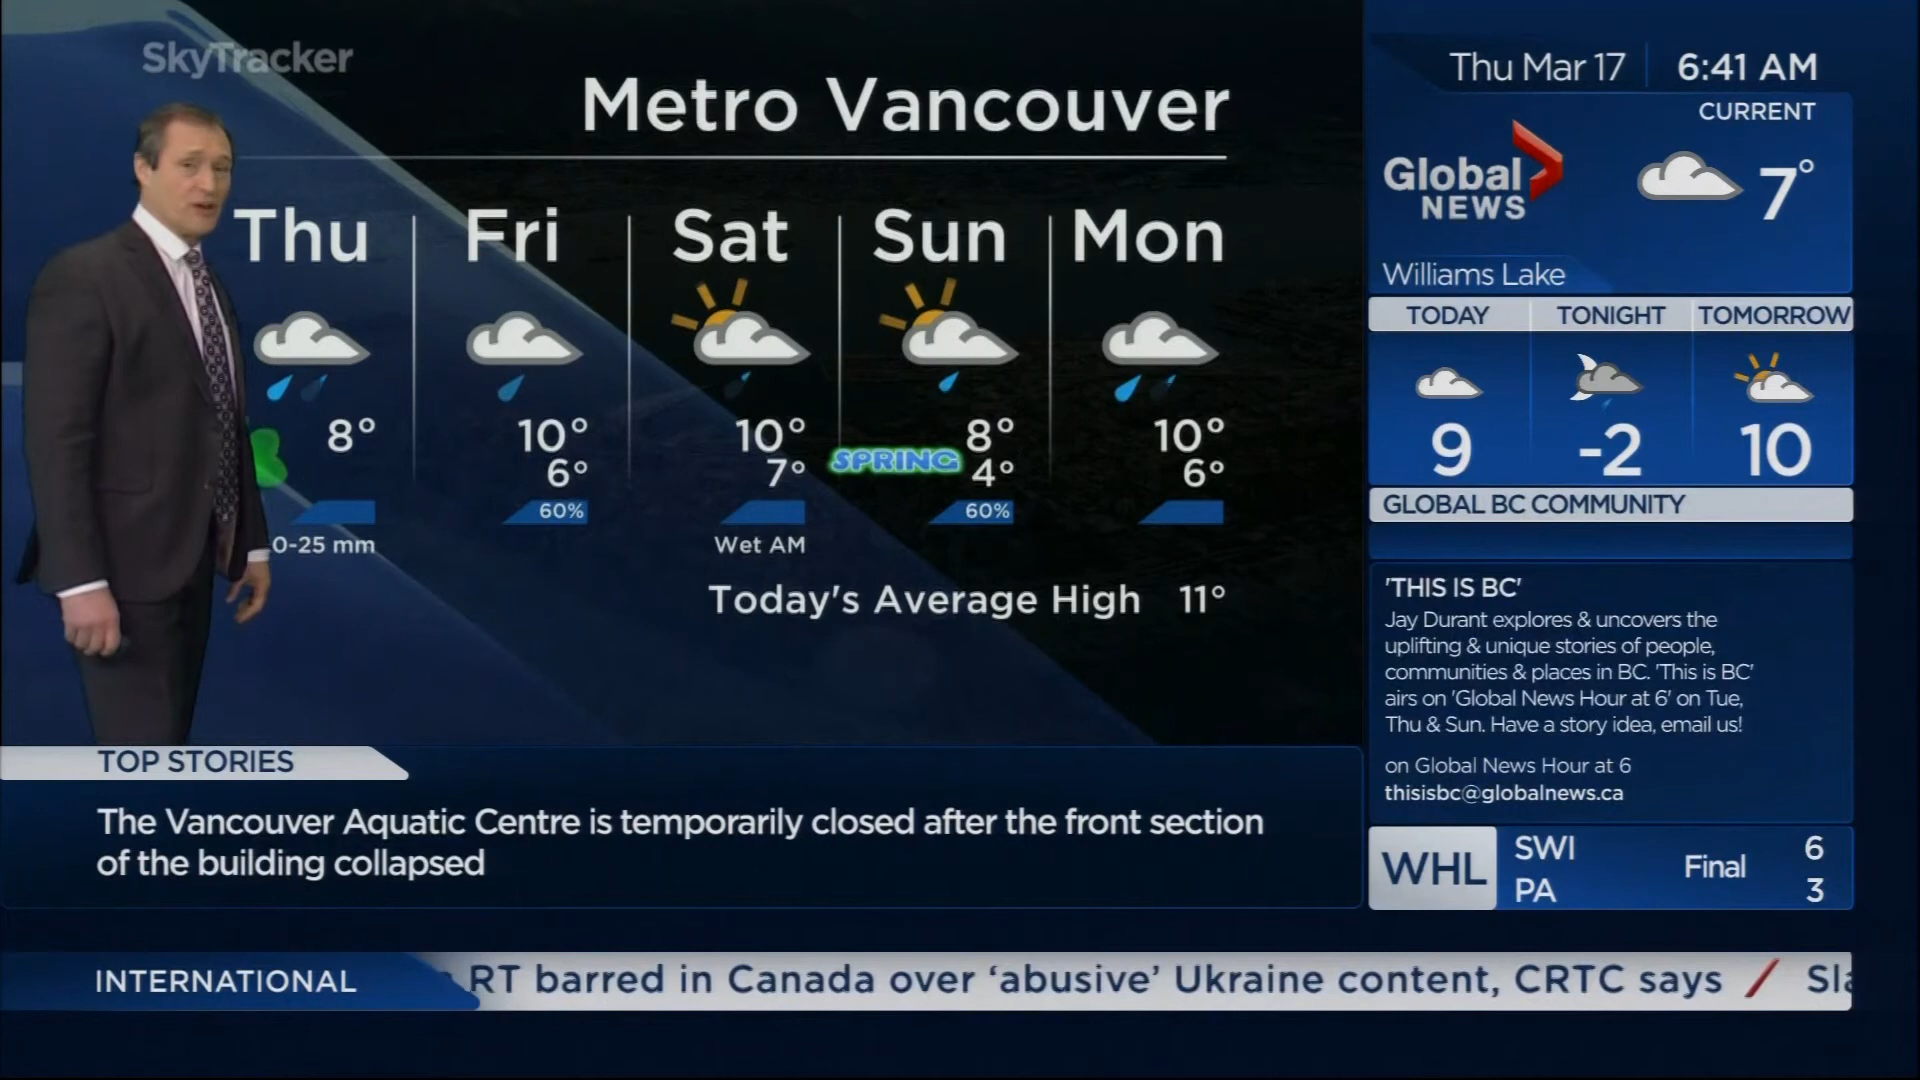 SkyTracker
Metro Vancouver
Thu
Fri
Sat
Sun
Mon
8°
10°
6°
60%
10°
7°
Wet AM
SPRING
8°
4°
60%
10°
6°
0-25 mm
Today's Average High 11°
Thu Mar 17
6:41 AM
CURRENT
Global
NEWS
7°
Williams Lake
TODAY
TONIGHT
TOMORROW
9
-2
10
GLOBAL BC COMMUNITY
'THIS IS BC'
Jay Durant explores & uncovers the
uplifting & unique stories of people,
communities & places in BC. 'This is BC'
airs on 'Global News Hour at 6' on Tue,
Thu & Sun. Have a story idea, email us!
on Global News Hour at 6
thisisbc@globalnews.ca
WHL
SWI 6
Final
PA 3
TOP STORIES
The Vancouver Aquatic Centre is temporarily closed after the front section
of the building collapsed
INTERNATIONAL
RT barred in Canada over ‘abusive’ Ukraine content, CRTC says